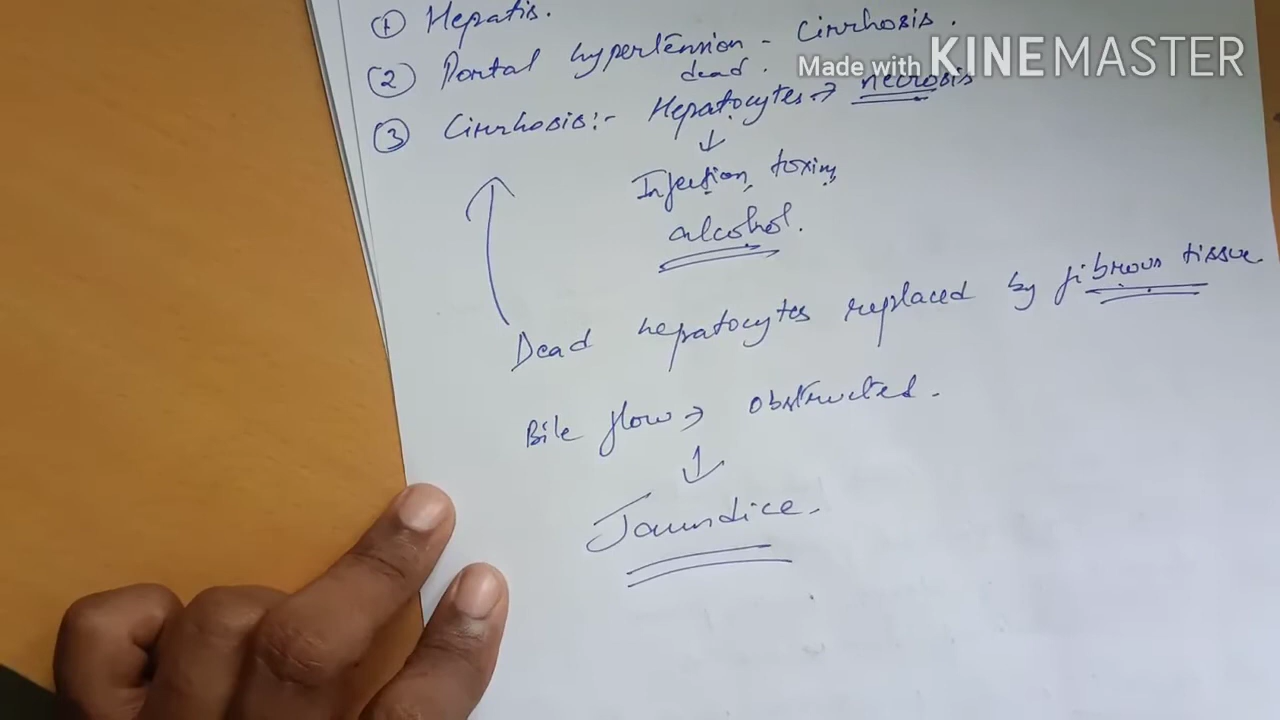 ① Hepatis.
② Portal hypertension - Cirrhosis.
dead.
③ Cirrhosis:- Hepatocytes → necrosis
↓
Infection, toxins,
alcohol.
Dead hepatocytes replaced by fibrous tissue
Bile flow → obstructed.
↓
Jaundice.
Made with KINEMASTER